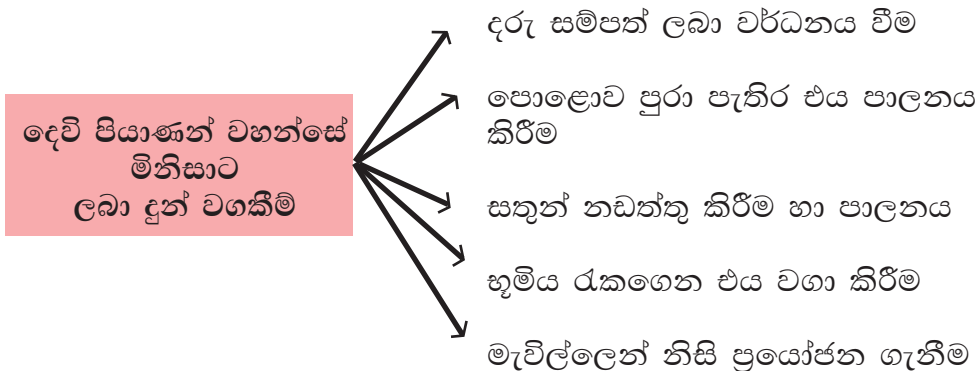 දෙවි පියාණන් වහන්සේ
මිනිසාට
ලබා දුන් වගකීම්
දරු සම්පත් ලබා වර්ධනය වීම
පොළොව පුරා පැතිර එය පාලනය
කිරීම
සතුන් නඩත්තු කිරීම හා පාලනය
භූමිය රැකගෙන එය වගා කිරීම
මැවිල්ලෙන් නිසි ප්‍රයෝජන ගැනීම